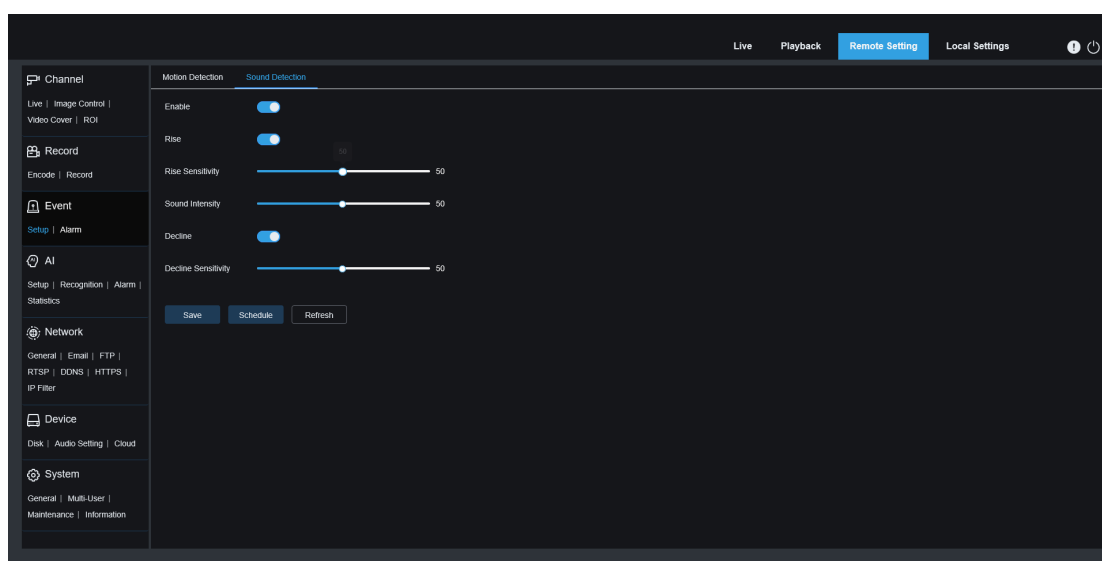 Live Playback Remote Setting Local Settings
Channel
Live | Image Control |
Video Cover | ROI
Record
Encode | Record
Event
Setup | Alarm
AI
Setup | Recognition | Alarm |
Statistics
Network
General | Email | FTP |
RTSP | DDNS | HTTPS |
IP Filter
Device
Disk | Audio Setting | Cloud
System
General | Multi-User |
Maintenance | Information
Motion Detection Sound Detection
Enable
Rise
50
Rise Sensitivity 50
Sound Intensity 50
Decline
Decline Sensitivity 50
Save Schedule Refresh